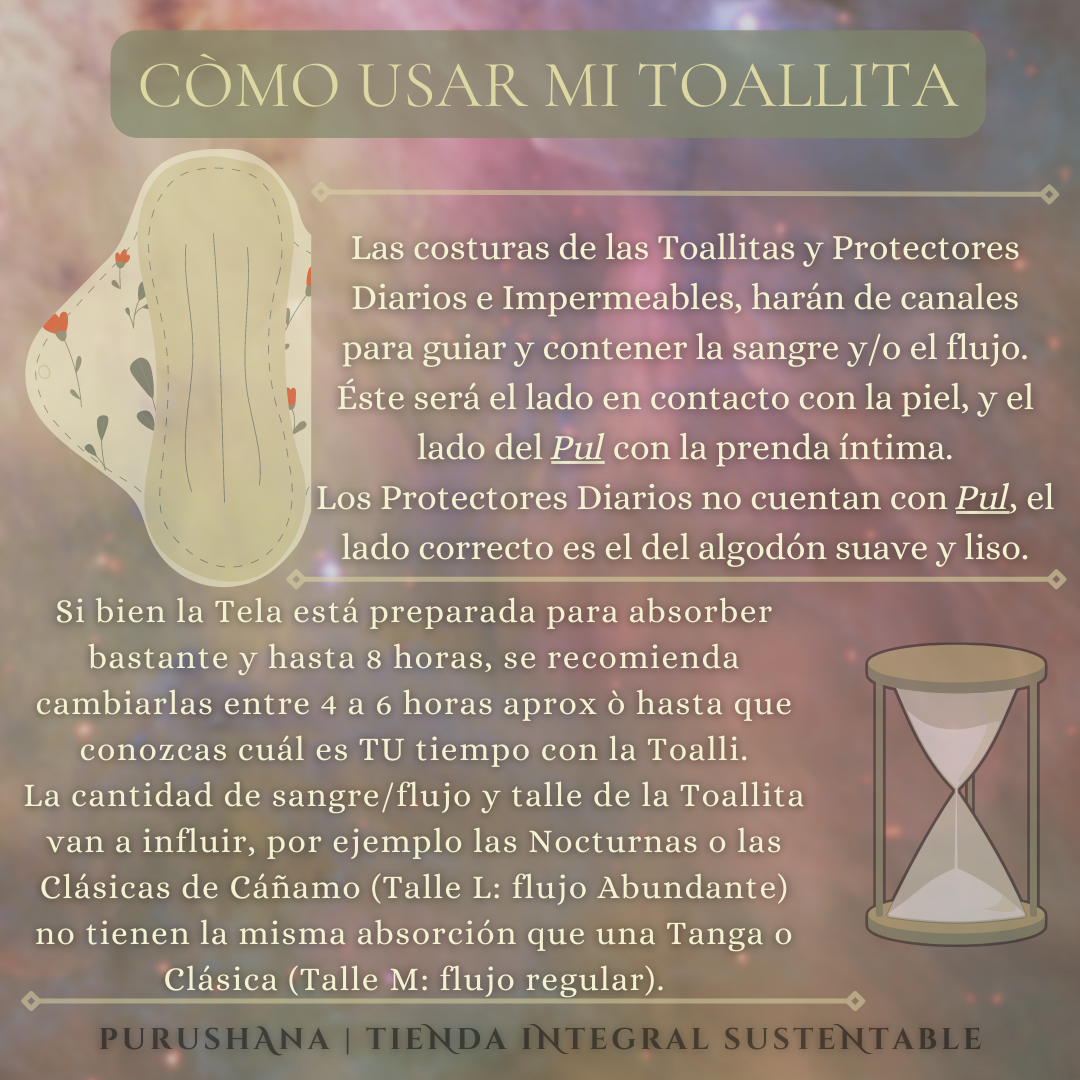 CÒMO USAR MI TOALLITA
Las costuras de las Toallitas y Protectores
Diarios e Impermeables, harán de canales
para guiar y contener la sangre y/o el flujo.
Éste será el lado en contacto con la piel, y el
lado del Pul con la prenda íntima.
Los Protectores Diarios no cuentan con Pul, el
lado correcto es el del algodón suave y liso.
Si bien la Tela está preparada para absorber
bastante y hasta 8 horas, se recomienda
cambiarlas entre 4 a 6 horas aprox ò hasta que
conozcas cuál es TU tiempo con la Toalli.
La cantidad de sangre/flujo y talle de la Toallita
van a influir, por ejemplo las Nocturnas o las
Clásicas de Cáñamo (Talle L: flujo Abundante)
no tienen la misma absorción que una Tanga o
Clásica (Talle M: flujo regular).
PURUSHANA | TIENDA INTEGRAL SUSTENTABLE